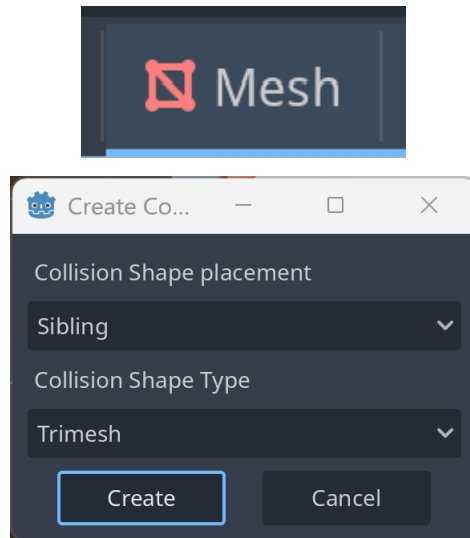 Mesh
Create Co...
Collision Shape placement
Sibling
Collision Shape Type
Trimesh
Create
Cancel